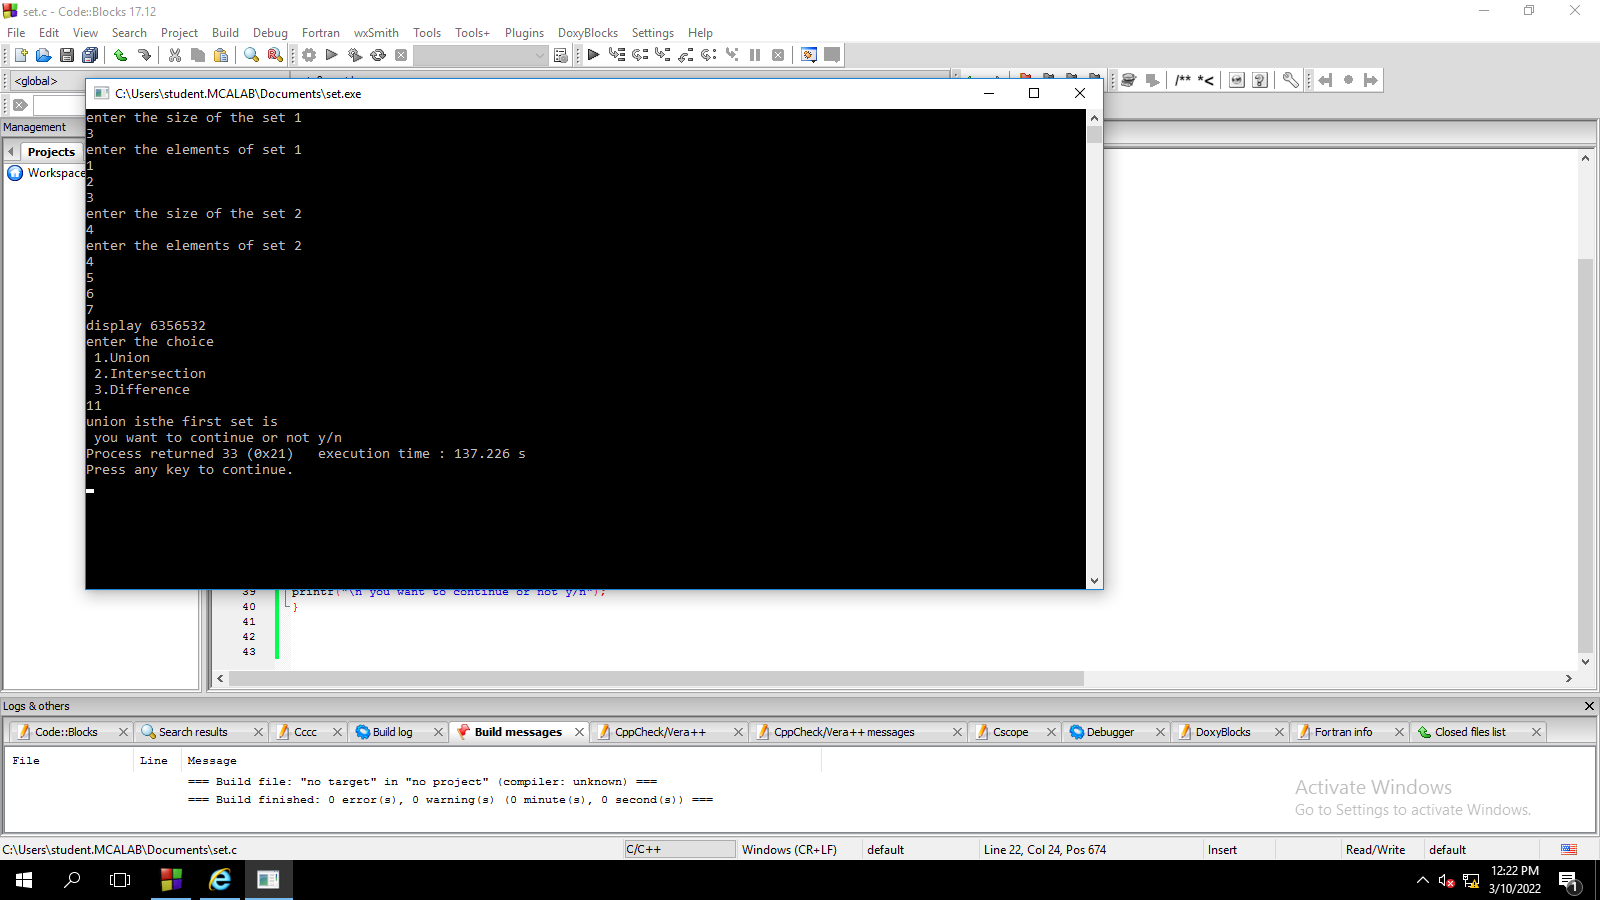 set.c - Code::Blocks 17.12
File Edit View Search Project Build Debug Fortran wxSmith Tools Tools+ Plugins DoxyBlocks Settings Help
<global>
/** *<
C:\Users\student.MCALAB\Documents\set.exe
Management
Projects
Workspace
enter the size of the set 1
3
enter the elements of set 1
1
2
3
enter the size of the set 2
4
enter the elements of set 2
4
5
6
7
display 6356532
enter the choice
1.Union
2.Intersection
3.Difference
11
union isthe first set is
you want to continue or not y/n
Process returned 33 (0x21)   execution time : 137.226 s
Press any key to continue.
39 printf("\n you want to continue or not y/n");
40 }
41
42
43
Logs & others
Code::Blocks Search results Cccc Build log Build messages CppCheck/Vera++ CppCheck/Vera++ messages Cscope Debugger DoxyBlocks Fortran info Closed files list
File Line Message
=== Build file: "no target" in "no project" (compiler: unknown) ===
=== Build finished: 0 error(s), 0 warning(s) (0 minute(s), 0 second(s)) ===
Activate Windows
Go to Settings to activate Windows.
C:\Users\student.MCALAB\Documents\set.c C/C++ Windows (CR+LF) default Line 22, Col 24, Pos 674 Insert Read/Write default
12:22 PM
3/10/2022
1